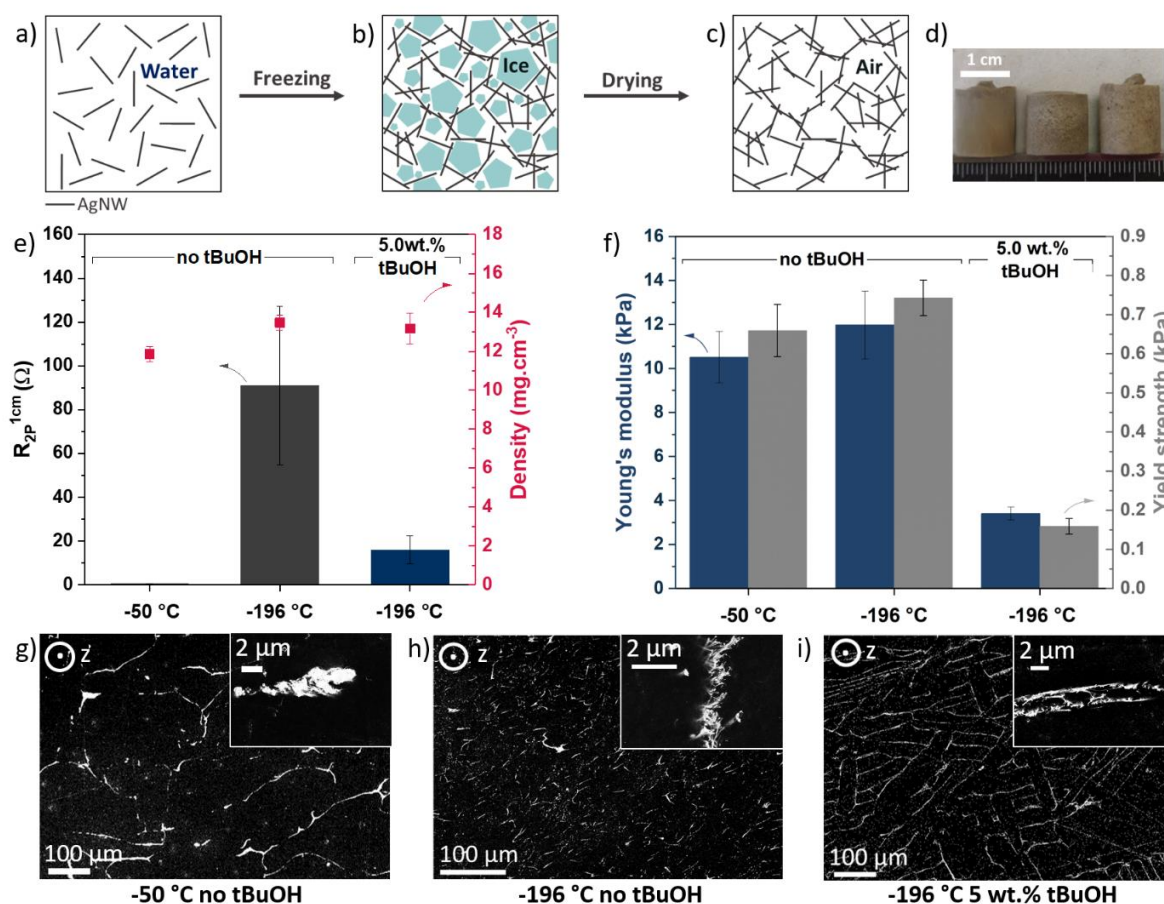 a)
Water
AgNW
Freezing
b)
Ice
Drying
c)
Air
d)
1 cm
e)
160
140
120
100
80
60
40
20
0
R2P1cm (Ω)
no tBuOH
5.0wt.%
tBuOH
18
16
14
12
10
8
6
4
2
0
Density (mg.cm-3)
-50 °C
-196 °C
-196 °C
f)
16
14
12
10
8
6
4
2
0
Young's modulus (kPa)
no tBuOH
5.0 wt.%
tBuOH
0.9
0.8
0.7
0.6
0.5
0.4
0.3
0.2
0.1
0.0
Yield strength (kPa)
-50 °C
-196 °C
-196 °C
g)
z
2 µm
100 µm
-50 °C no tBuOH
h)
z
2 µm
100 µm
-196 °C no tBuOH
i)
z
2 µm
100 µm
-196 °C 5 wt.% tBuOH